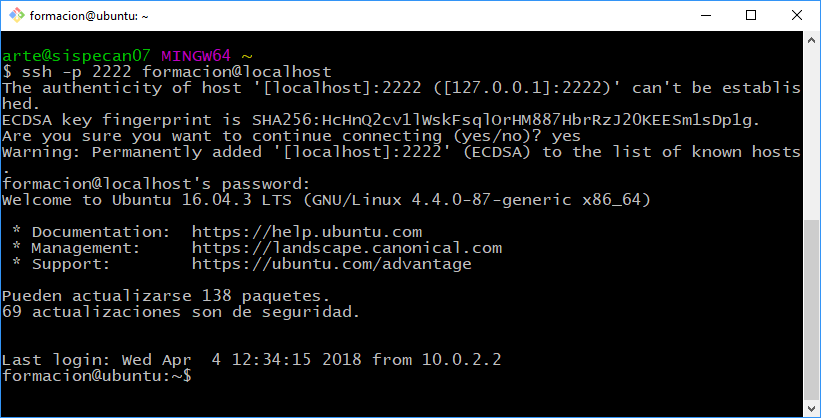 formacion@ubuntu: ~
arte@sispecan07 MINGW64 ~
$ ssh -p 2222 formacion@localhost
The authenticity of host '[localhost]:2222 ([127.0.0.1]:2222)' can't be establis
hed.
ECDSA key fingerprint is SHA256:HcHnQ2cv1lWskFsqlOrHM887HbrRzJ20KEESm1sDp1g.
Are you sure you want to continue connecting (yes/no)? yes
Warning: Permanently added '[localhost]:2222' (ECDSA) to the list of known hosts
.
formacion@localhost's password:
Welcome to Ubuntu 16.04.3 LTS (GNU/Linux 4.4.0-87-generic x86_64)
* Documentation:  https://help.ubuntu.com
* Management:     https://landscape.canonical.com
* Support:        https://ubuntu.com/advantage
Pueden actualizarse 138 paquetes.
69 actualizaciones son de seguridad.
Last login: Wed Apr  4 12:34:15 2018 from 10.0.2.2
formacion@ubuntu:~$